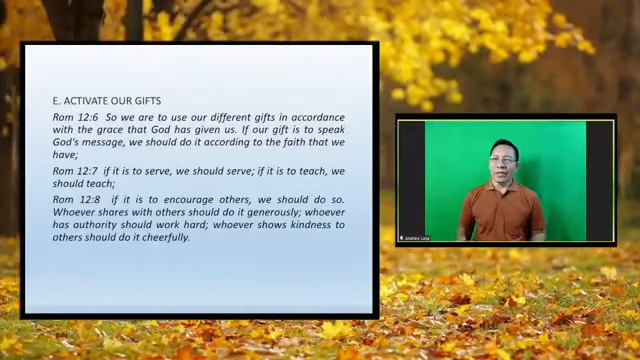 E. ACTIVATE OUR GIFTS
Rom 12:6 So we are to use our different gifts in accordance
with the grace that God has given us. If our gift is to speak
God's message, we should do it according to the faith that we
have;
Rom 12:7 if it is to serve, we should serve; if it is to teach, we
should teach;
Rom 12:8 if it is to encourage others, we should do so.
Whoever shares with others should do it generously; whoever
has authority should work hard; whoever shows kindness to
others should do it cheerfully.